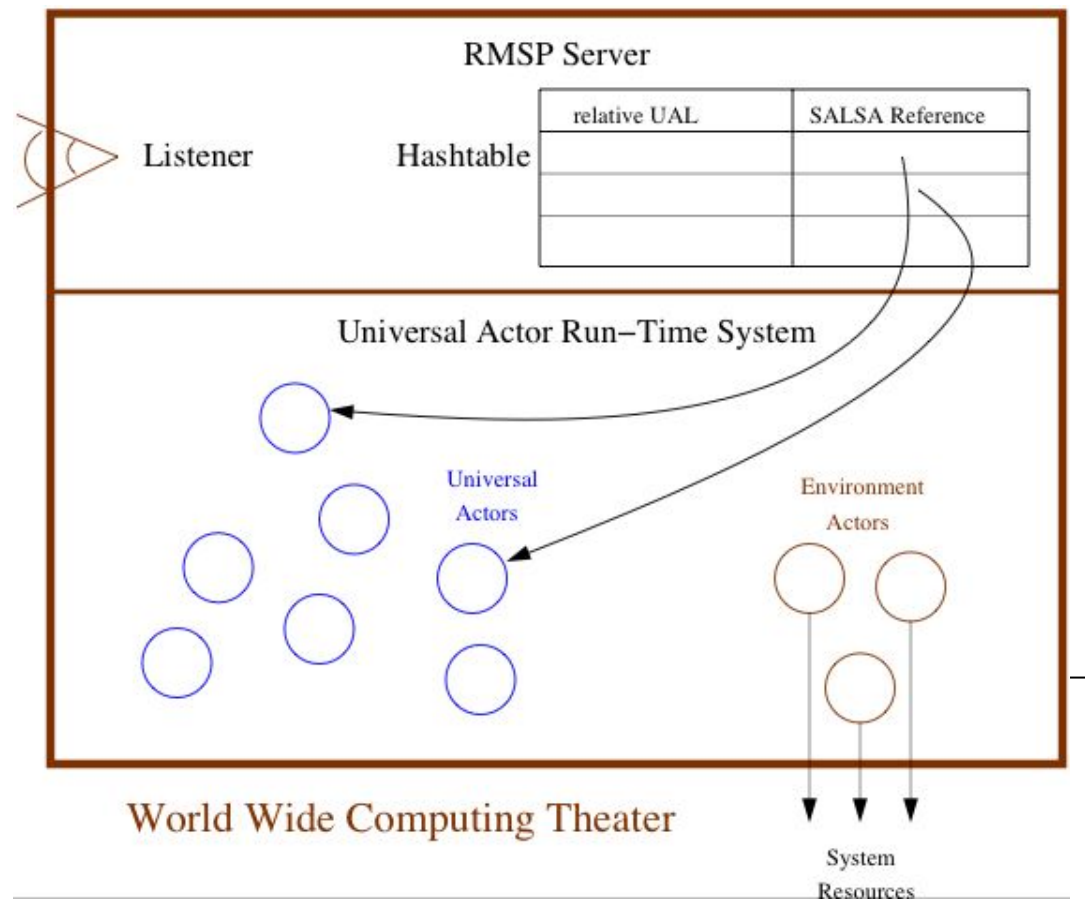 RMSP Server
relative UAL
SALSA Reference
Listener
Hashtable
Universal Actor Run−Time System
Universal
Actors
Environment
Actors
World Wide Computing Theater
System
Resources